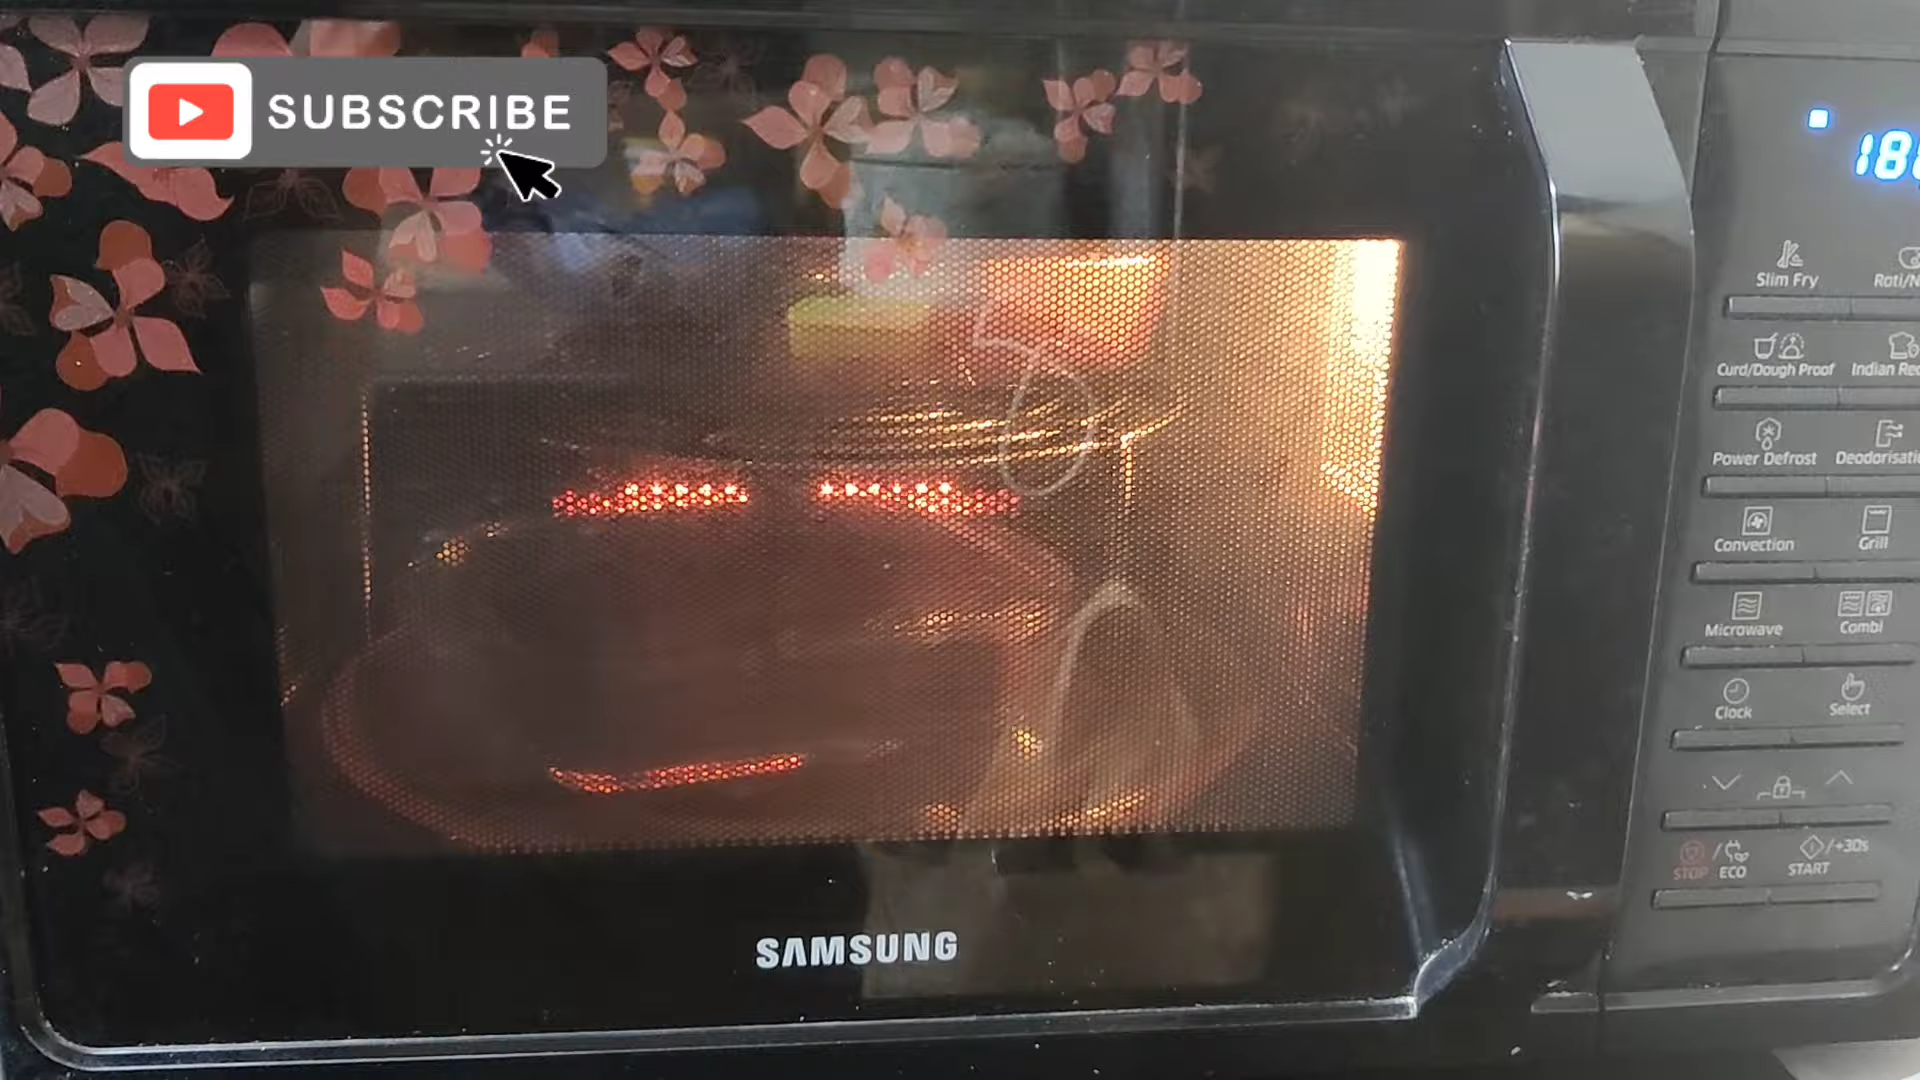 SUBSCRIBE
Slim Fry
Curd/Dough Proof
Indian
Power Defrost
Convection
Grill
Microwave
Combi
Clock
Select
STOP / ECO
/+30s
START
SAMSUNG